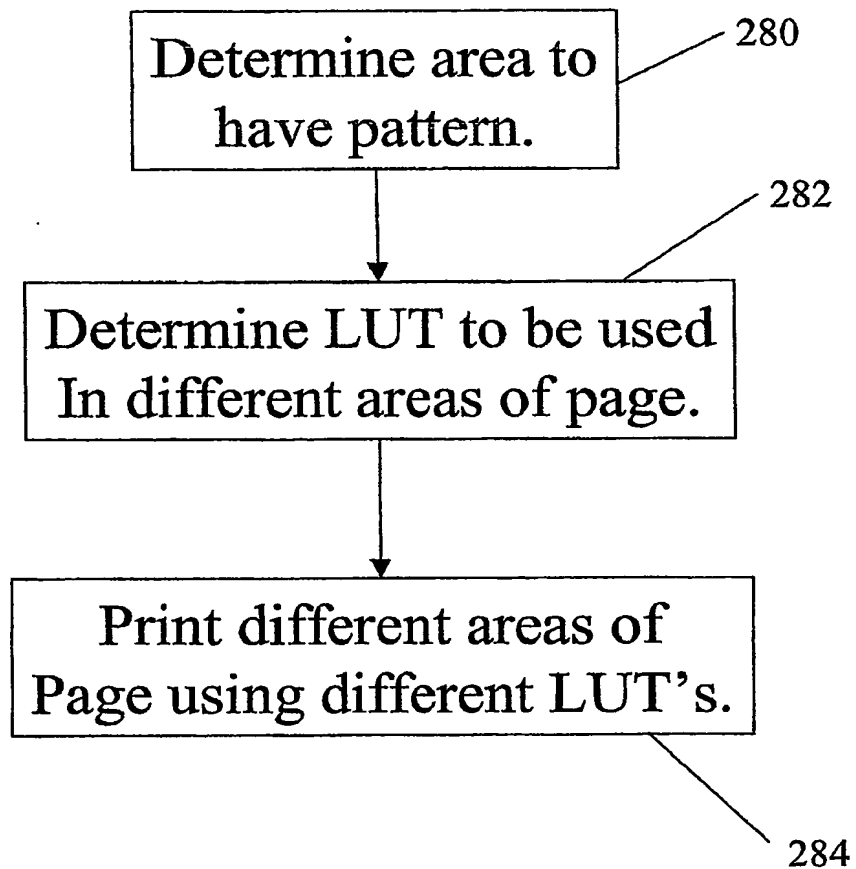 Determine area to
have pattern.
280
282
Determine LUT to be used
In different areas of page.
Print different areas of
Page using different LUT's.
284